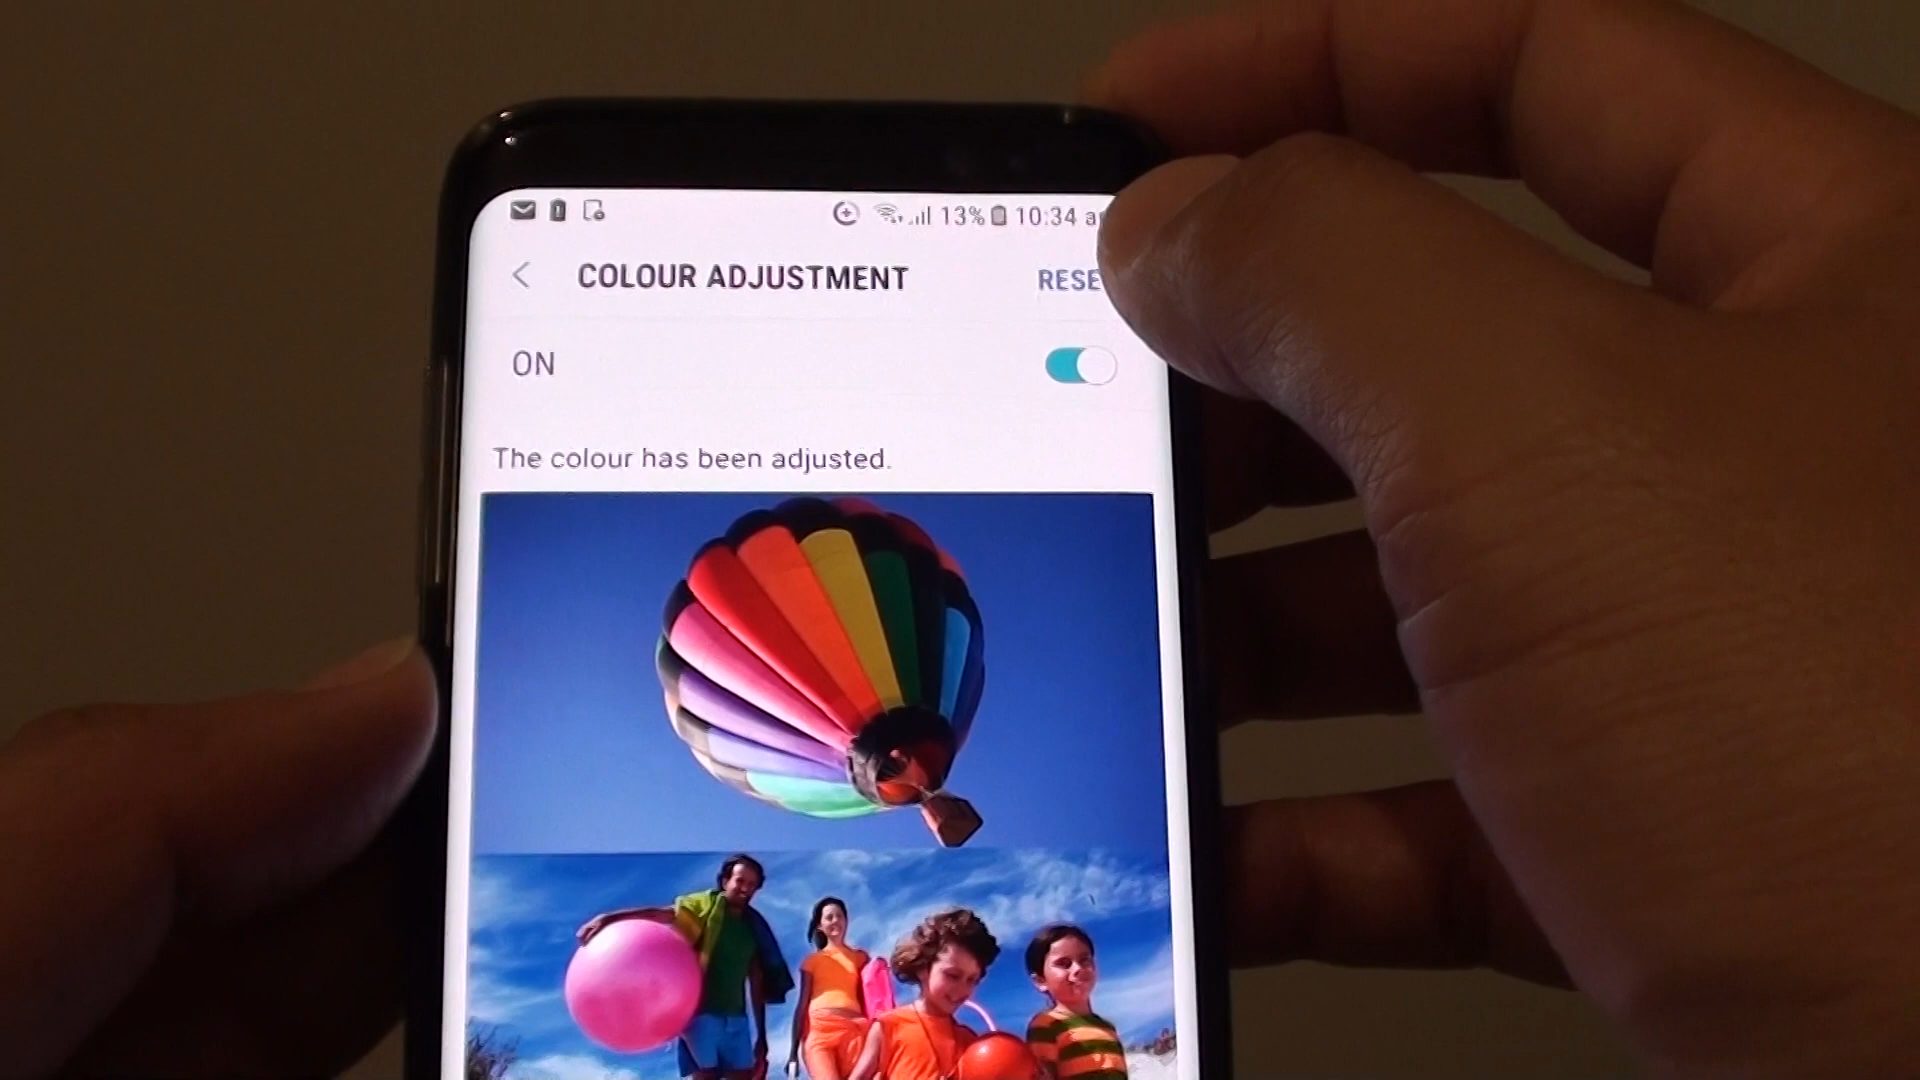 13% 10:34
COLOUR ADJUSTMENT
ON
The colour has been adjusted.